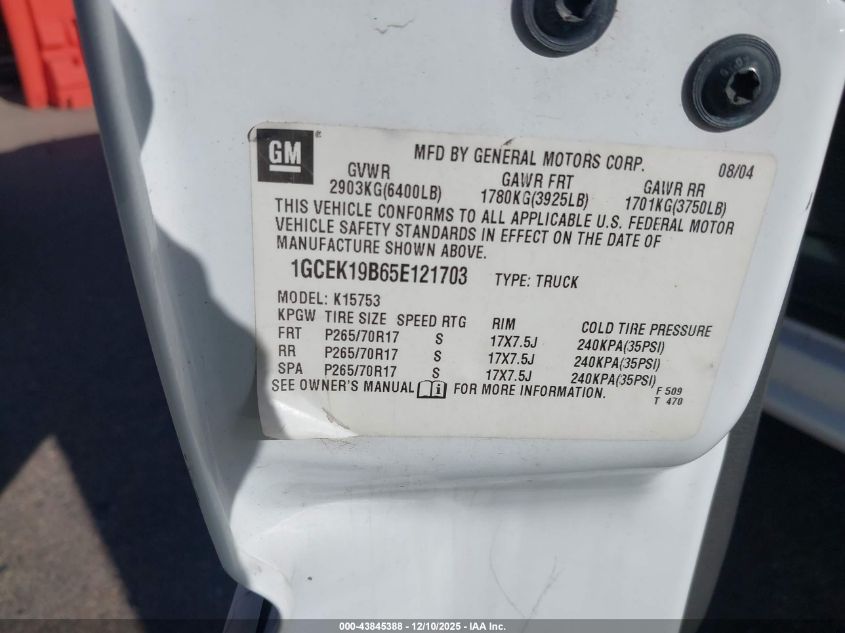 GM
MFD BY GENERAL MOTORS CORP. 08/04
GVWR GAWR FRT GAWR RR
2903KG(6400LB) 1780KG(3925LB) 1701KG(3750LB)
THIS VEHICLE CONFORMS TO ALL APPLICABLE U.S. FEDERAL MOTOR
VEHICLE SAFETY STANDARDS IN EFFECT ON THE DATE OF
MANUFACTURE SHOWN ABOVE.
1GCEK19B65E121703 TYPE: TRUCK
MODEL: K15753
KPGW TIRE SIZE SPEED RTG RIM COLD TIRE PRESSURE
FRT P265/70R17 S 17X7.5J 240KPA(35PSI)
RR P265/70R17 S 17X7.5J 240KPA(35PSI)
SPA P265/70R17 S 17X7.5J 240KPA(35PSI)
SEE OWNER'S MANUAL FOR MORE INFORMATION.
F 509
T 470
000-43845388 • 12/10/2025 • IAA Inc.